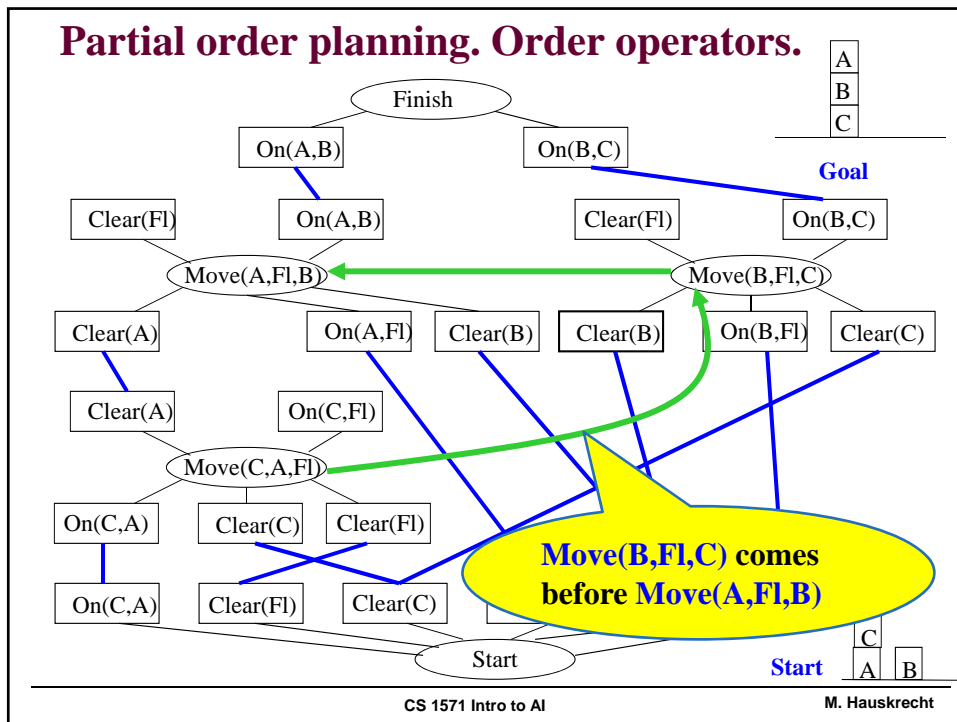 Partial order planning. Order operators.
A
B
C
Goal
Finish
On(A,B)
On(B,C)
Clear(Fl)
On(A,B)
Clear(Fl)
On(B,C)
Move(A,Fl,B)
Move(B,Fl,C)
Clear(A)
On(A,Fl)
Clear(B)
Clear(B)
On(B,Fl)
Clear(C)
Clear(A)
On(C,Fl)
Move(C,A,Fl)
On(C,A)
Clear(C)
Clear(Fl)
Move(B,Fl,C) comes
before Move(A,Fl,B)
On(C,A)
Clear(Fl)
Clear(C)
Start
Start
C
A B
CS 1571 Intro to AI
M. Hauskrecht